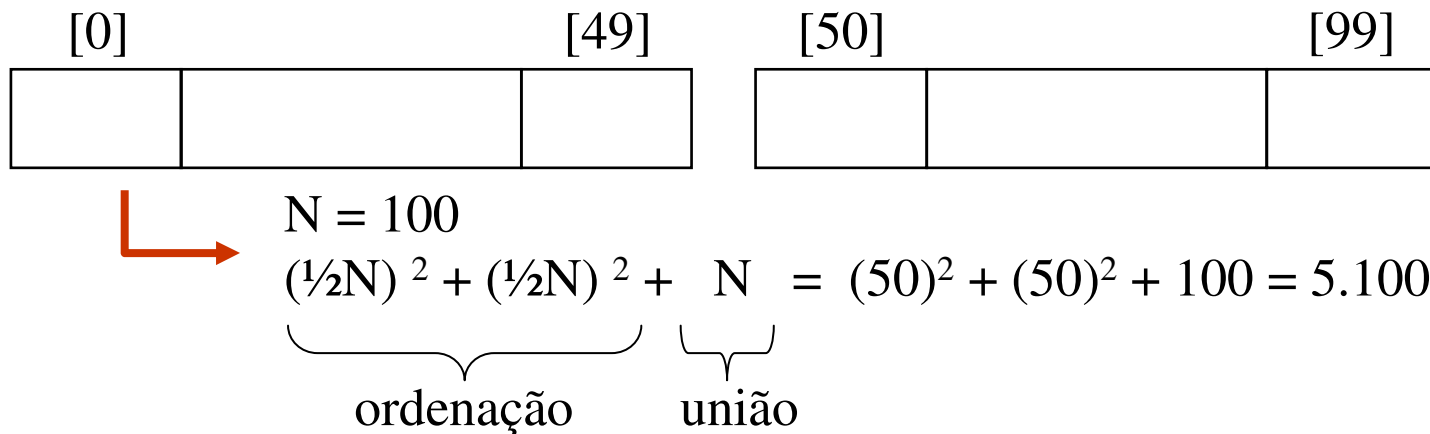 [0] [49] [50] [99]
N = 100
(½N) ² + (½N) ² + N = (50)² + (50)² + 100 = 5.100
ordenação união